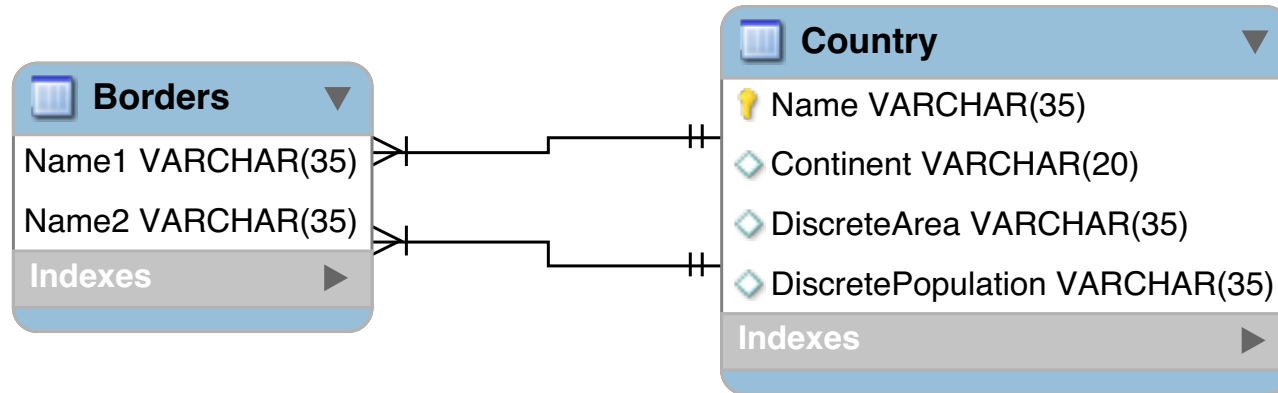 Borders
Name1 VARCHAR(35)
Name2 VARCHAR(35)
Indexes
Country
Name VARCHAR(35)
Continent VARCHAR(20)
DiscreteArea VARCHAR(35)
DiscretePopulation VARCHAR(35)
Indexes